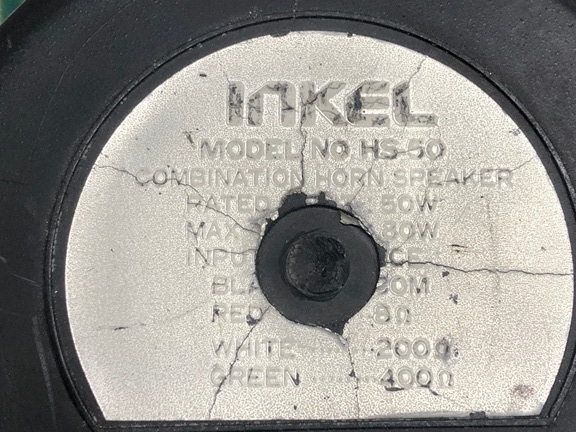 INKEL
MODEL NO HS-50
COMBINATION HORN SPEAKER
RATED 50W
MAX 80W
INPU CE
BLA COM
RED 8Ω
WHITE 200Ω
GREEN 400Ω